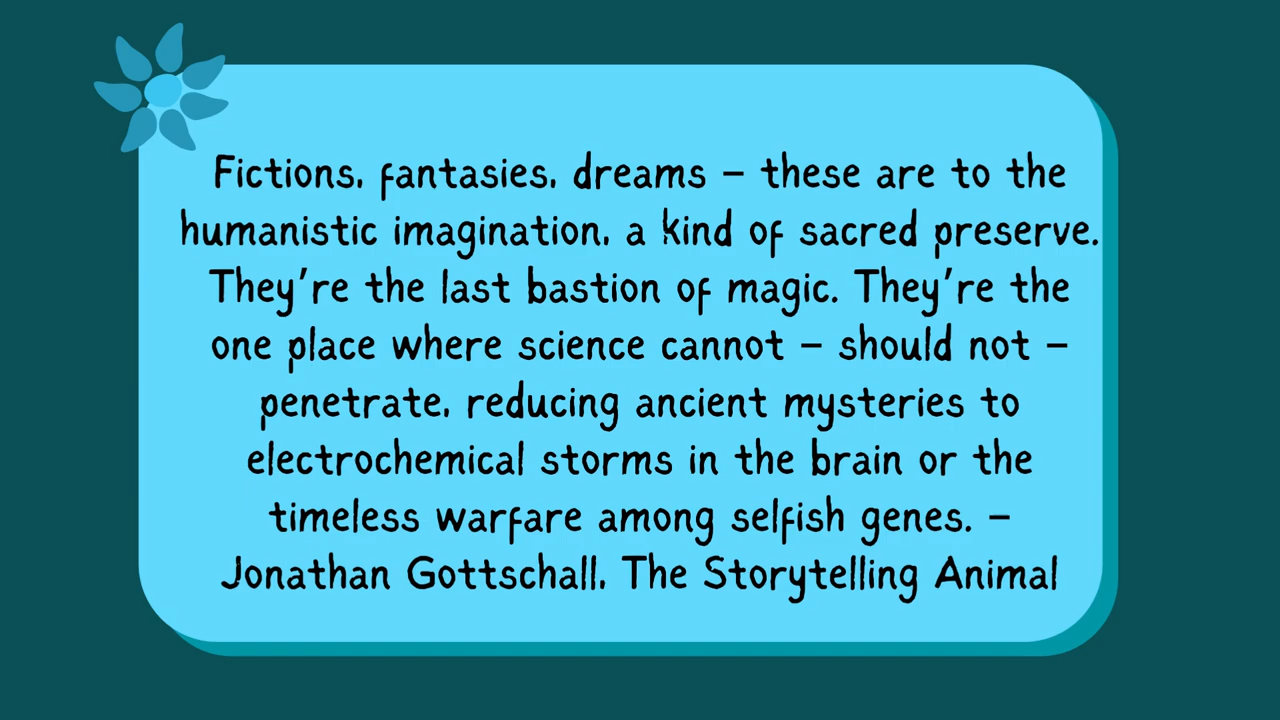 Fictions, fantasies, dreams – these are to the
humanistic imagination, a kind of sacred preserve.
They're the last bastion of magic. They're the
one place where science cannot – should not –
penetrate, reducing ancient mysteries to
electrochemical storms in the brain or the
timeless warfare among selfish genes. –
Jonathan Gottschall, The Storytelling Animal